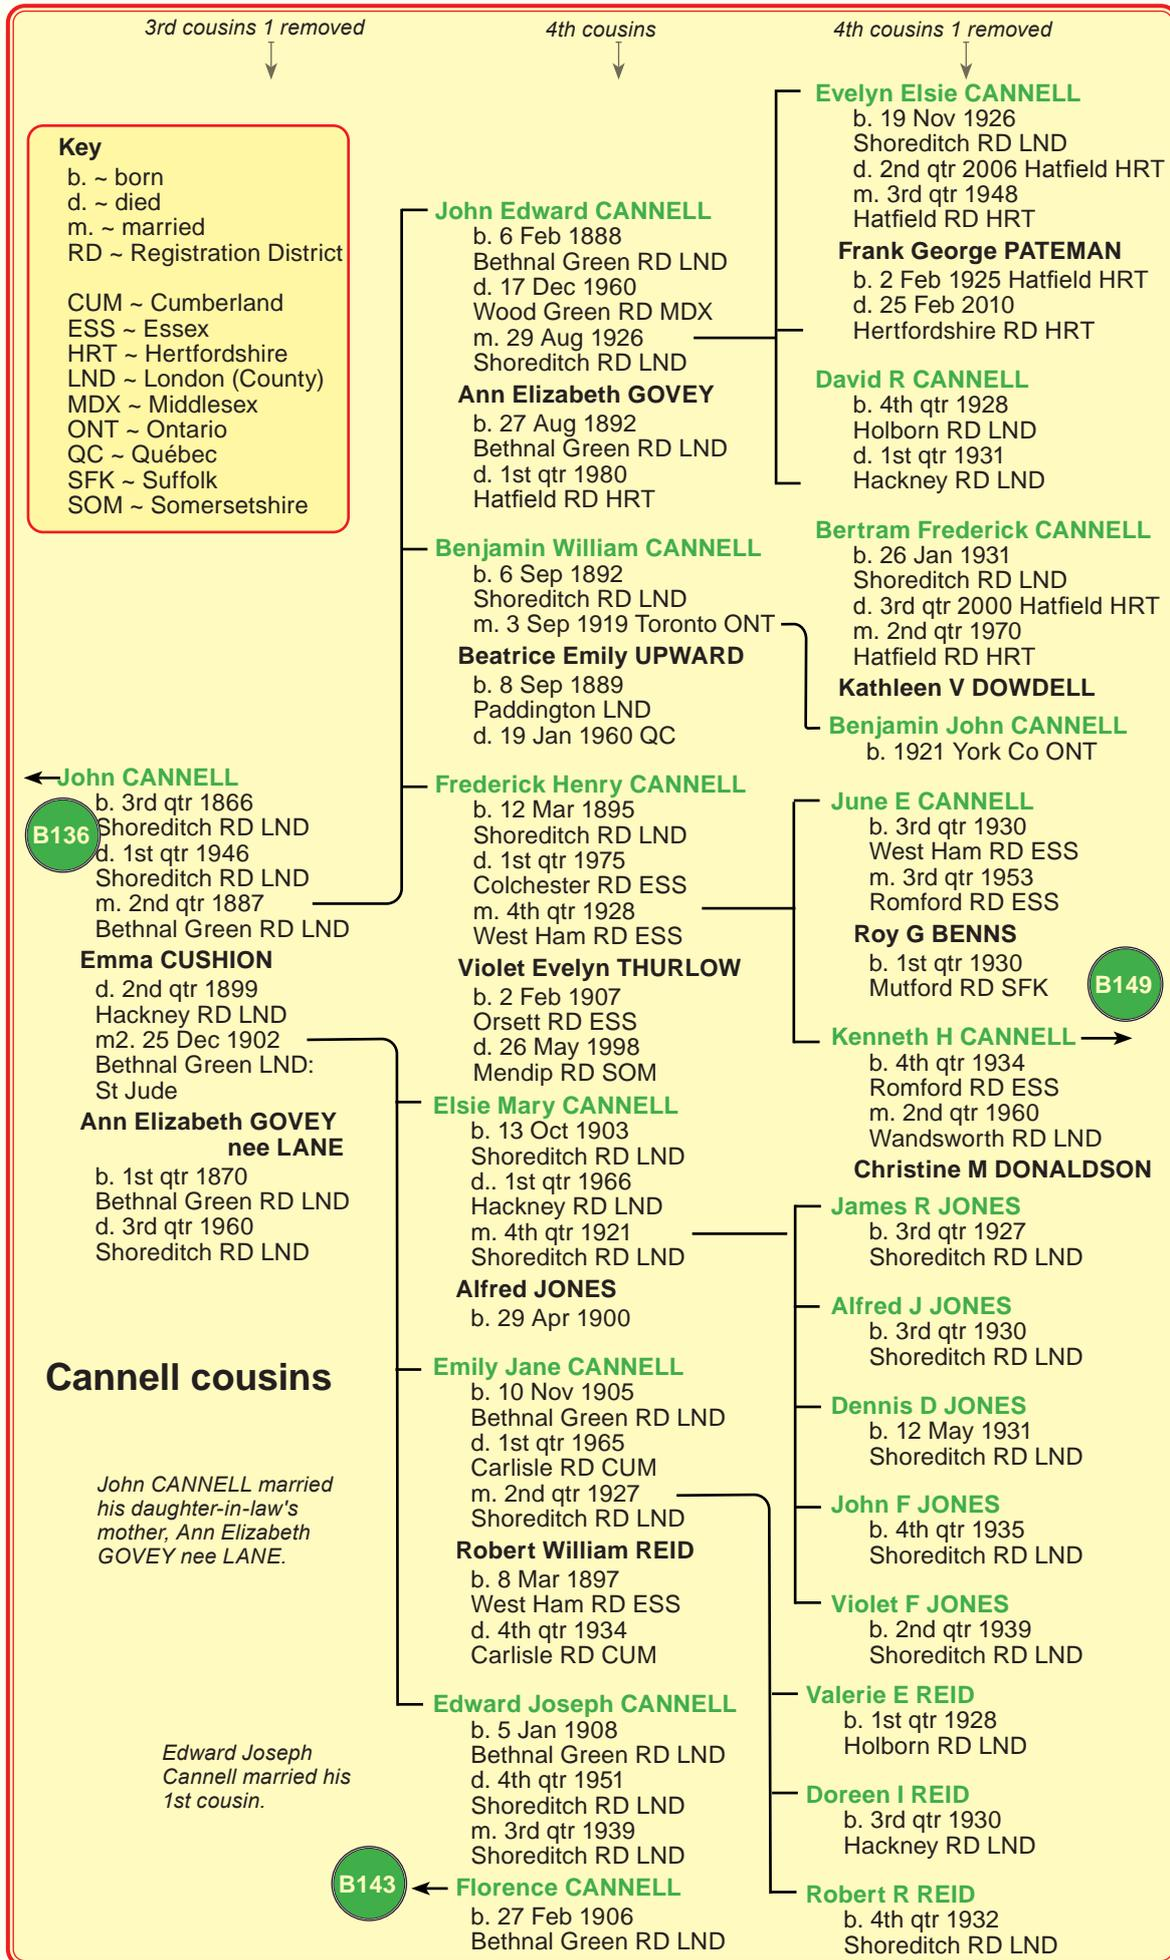 3rd cousins 1 removed
4th cousins
4th cousins 1 removed
Key
b. ~ born
d. ~ died
m. ~ married
RD ~ Registration District
CUM ~ Cumberland
ESS ~ Essex
HRT ~ Hertfordshire
LND ~ London (County)
MDX ~ Middlesex
ONT ~ Ontario
QC ~ Québec
SFK ~ Suffolk
SOM ~ Somersetshire
John CANNELL
B136
b. 3rd qtr 1866
Shoreditch RD LND
d. 1st qtr 1946
Shoreditch RD LND
m. 2nd qtr 1887
Bethnal Green RD LND
Emma CUSHION
d. 2nd qtr 1899
Hackney RD LND
m2. 25 Dec 1902
Bethnal Green LND:
St Jude
Ann Elizabeth GOVEY
nee LANE
b. 1st qtr 1870
Bethnal Green RD LND
d. 3rd qtr 1960
Shoreditch RD LND
Cannell cousins
John CANNELL married
his daughter-in-law's
mother, Ann Elizabeth
GOVEY nee LANE.
Edward Joseph
Cannell married his
1st cousin.
John Edward CANNELL
b. 6 Feb 1888
Bethnal Green RD LND
d. 17 Dec 1960
Wood Green RD MDX
m. 29 Aug 1926
Shoreditch RD LND
Ann Elizabeth GOVEY
b. 27 Aug 1892
Bethnal Green RD LND
d. 1st qtr 1980
Hatfield RD HRT
Benjamin William CANNELL
b. 6 Sep 1892
Shoreditch RD LND
m. 3 Sep 1919 Toronto ONT
Beatrice Emily UPWARD
b. 8 Sep 1889
Paddington LND
d. 19 Jan 1960 QC
Frederick Henry CANNELL
b. 12 Mar 1895
Shoreditch RD LND
d. 1st qtr 1975
Colchester RD ESS
m. 4th qtr 1928
West Ham RD ESS
Violet Evelyn THURLOW
b. 2 Feb 1907
Orsett RD ESS
d. 26 May 1998
Mendip RD SOM
Elsie Mary CANNELL
b. 13 Oct 1903
Shoreditch RD LND
d.. 1st qtr 1966
Hackney RD LND
m. 4th qtr 1921
Shoreditch RD LND
Alfred JONES
b. 29 Apr 1900
Emily Jane CANNELL
b. 10 Nov 1905
Bethnal Green RD LND
d. 1st qtr 1965
Carlisle RD CUM
m. 2nd qtr 1927
Shoreditch RD LND
Robert William REID
b. 8 Mar 1897
West Ham RD ESS
d. 4th qtr 1934
Carlisle RD CUM
Edward Joseph CANNELL
b. 5 Jan 1908
Bethnal Green RD LND
d. 4th qtr 1951
Shoreditch RD LND
m. 3rd qtr 1939
Shoreditch RD LND
B143
Florence CANNELL
b. 27 Feb 1906
Bethnal Green RD LND
Evelyn Elsie CANNELL
b. 19 Nov 1926
Shoreditch RD LND
d. 2nd qtr 2006 Hatfield HRT
m. 3rd qtr 1948
Hatfield RD HRT
Frank George PATEMAN
b. 2 Feb 1925 Hatfield HRT
d. 25 Feb 2010
Hertfordshire RD HRT
David R CANNELL
b. 4th qtr 1928
Holborn RD LND
d. 1st qtr 1931
Hackney RD LND
Bertram Frederick CANNELL
b. 26 Jan 1931
Shoreditch RD LND
d. 3rd qtr 2000 Hatfield HRT
m. 2nd qtr 1970
Hatfield RD HRT
Kathleen V DOWDELL
Benjamin John CANNELL
b. 1921 York Co ONT
June E CANNELL
b. 3rd qtr 1930
West Ham RD ESS
m. 3rd qtr 1953
Romford RD ESS
Roy G BENNS
b. 1st qtr 1930
Mutford RD SFK
B149
Kenneth H CANNELL
b. 4th qtr 1934
Romford RD ESS
m. 2nd qtr 1960
Wandsworth RD LND
Christine M DONALDSON
James R JONES
b. 3rd qtr 1927
Shoreditch RD LND
Alfred J JONES
b. 3rd qtr 1930
Shoreditch RD LND
Dennis D JONES
b. 12 May 1931
Shoreditch RD LND
John F JONES
b. 4th qtr 1935
Shoreditch RD LND
Violet F JONES
b. 2nd qtr 1939
Shoreditch RD LND
Valerie E REID
b. 1st qtr 1928
Holborn RD LND
Doreen I REID
b. 3rd qtr 1930
Hackney RD LND
Robert R REID
b. 4th qtr 1932
Shoreditch RD LND